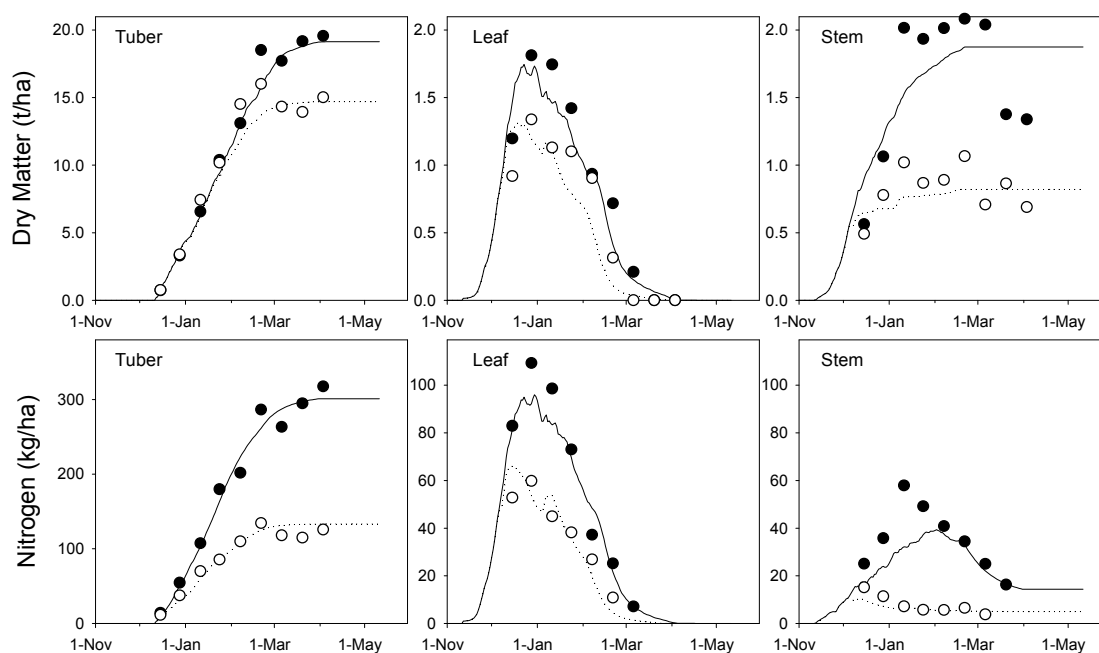 Tuber
Leaf
Stem
20.0
15.0
10.0
5.0
0.0
2.0
1.5
1.0
0.5
0.0
2.0
1.5
1.0
0.5
0.0
Dry Matter (t/ha)
1-Nov 1-Jan 1-Mar 1-May
1-Nov 1-Jan 1-Mar 1-May
1-Nov 1-Jan 1-Mar 1-May
Tuber
Leaf
Stem
300
200
100
0
100
80
60
40
20
0
100
80
60
40
20
0
Nitrogen (kg/ha)
1-Nov 1-Jan 1-Mar 1-May
1-Nov 1-Jan 1-Mar 1-May
1-Nov 1-Jan 1-Mar 1-May